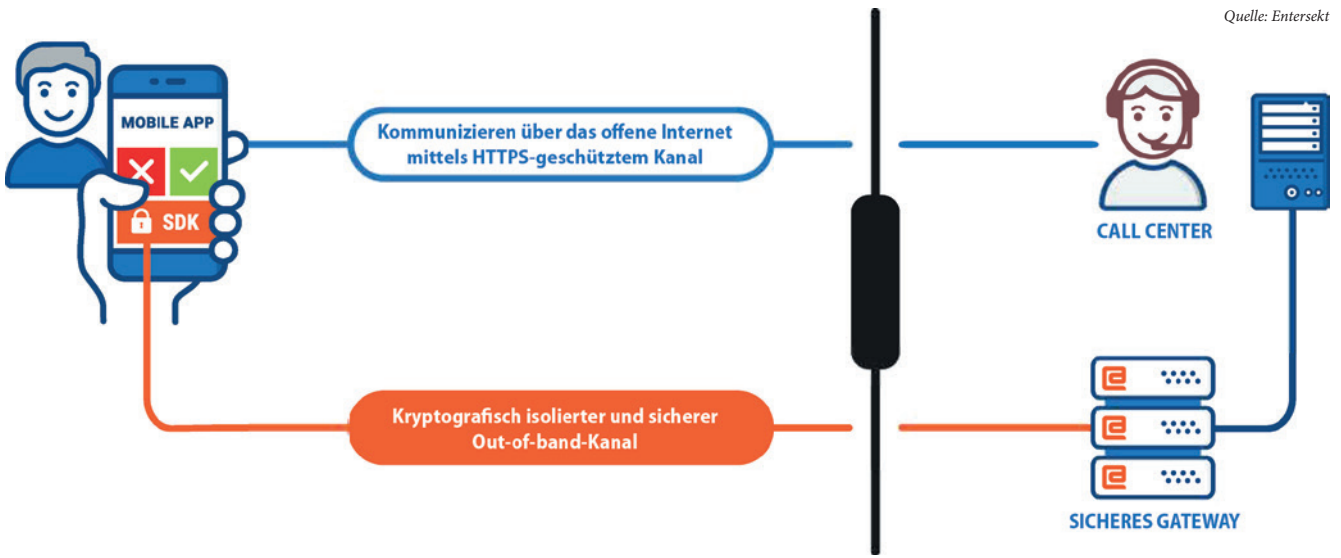 Quelle: Entersekt
MOBILE APP
SDK
Kommunizieren über das offene Internet
mittels HTTPS-geschütztem Kanal
CALL CENTER
Kryptografisch isolierter und sicherer
Out-of-band-Kanal
SICHERES GATEWAY